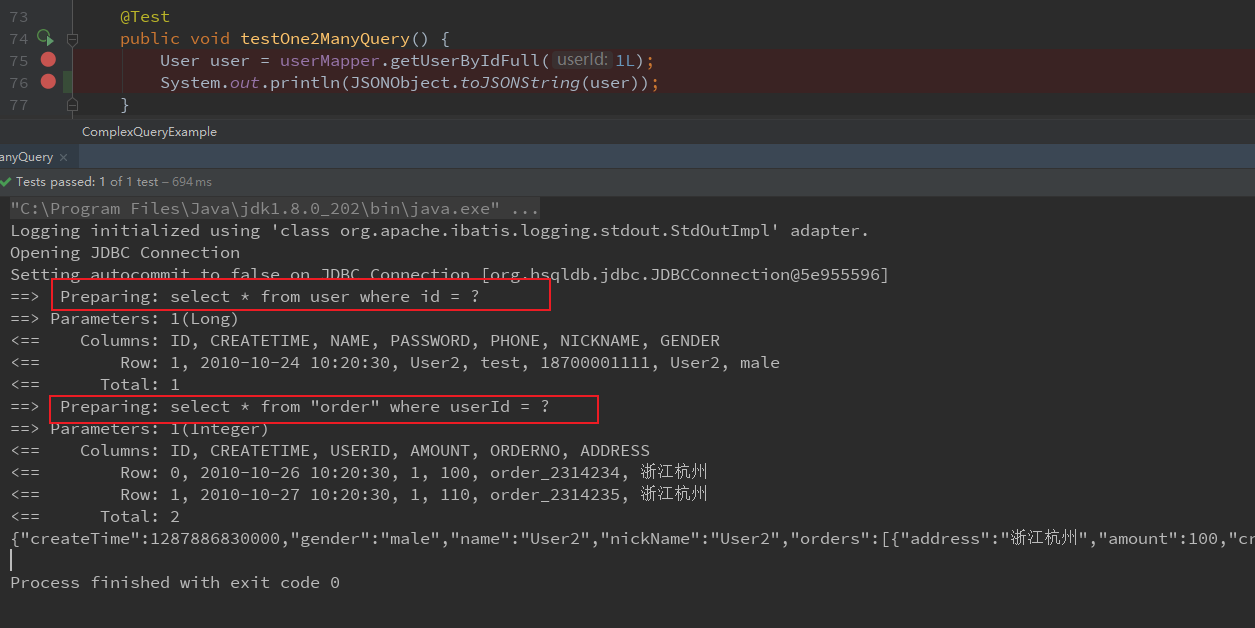 73 @Test
74 public void testOne2ManyQuery() {
75 User user = userMapper.getUserByIdFull( userId: 1L);
76 System.out.println(JSONObject.toJSONString(user));
77 }
ComplexQueryExample
anyQuery ×
Tests passed: 1 of 1 test – 694 ms
"C:\Program Files\Java\jdk1.8.0_202\bin\java.exe" ...
Logging initialized using 'class org.apache.ibatis.logging.stdout.StdOutImpl' adapter.
Opening JDBC Connection
Setting autocommit to false on JDBC Connection [org.hsqldb.jdbc.JDBCConnection@5e955596]
==>  Preparing: select * from user where id = ?
==> Parameters: 1(Long)
<==    Columns: ID, CREATETIME, NAME, PASSWORD, PHONE, NICKNAME, GENDER
<==        Row: 1, 2010-10-24 10:20:30, User2, test, 18700001111, User2, male
<==      Total: 1
==>  Preparing: select * from "order" where userId = ?
==> Parameters: 1(Integer)
<==    Columns: ID, CREATETIME, USERID, AMOUNT, ORDERNO, ADDRESS
<==        Row: 0, 2010-10-26 10:20:30, 1, 100, order_2314234, 浙江杭州
<==        Row: 1, 2010-10-27 10:20:30, 1, 110, order_2314235, 浙江杭州
<==      Total: 2
{"createTime":1287886830000,"gender":"male","name":"User2","nickName":"User2","orders":[{"address":"浙江杭州","amount":100,"cr
Process finished with exit code 0